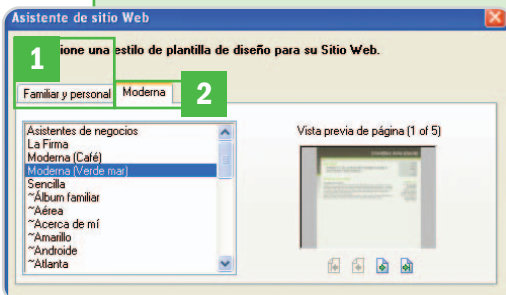 Asistente de sitio Web
ione una estilo de plantilla de diseño para su Sitio Web.
1
Familiar y personal
Moderna
2
Asistentes de negocios
La Firma
Moderna (Café)
Moderna (Verde mar)
Sencilla
~Álbum familiar
~Aérea
~Acerca de mí
~Amarillo
~Androide
~Atlanta
Vista previa de página (1 of 5)